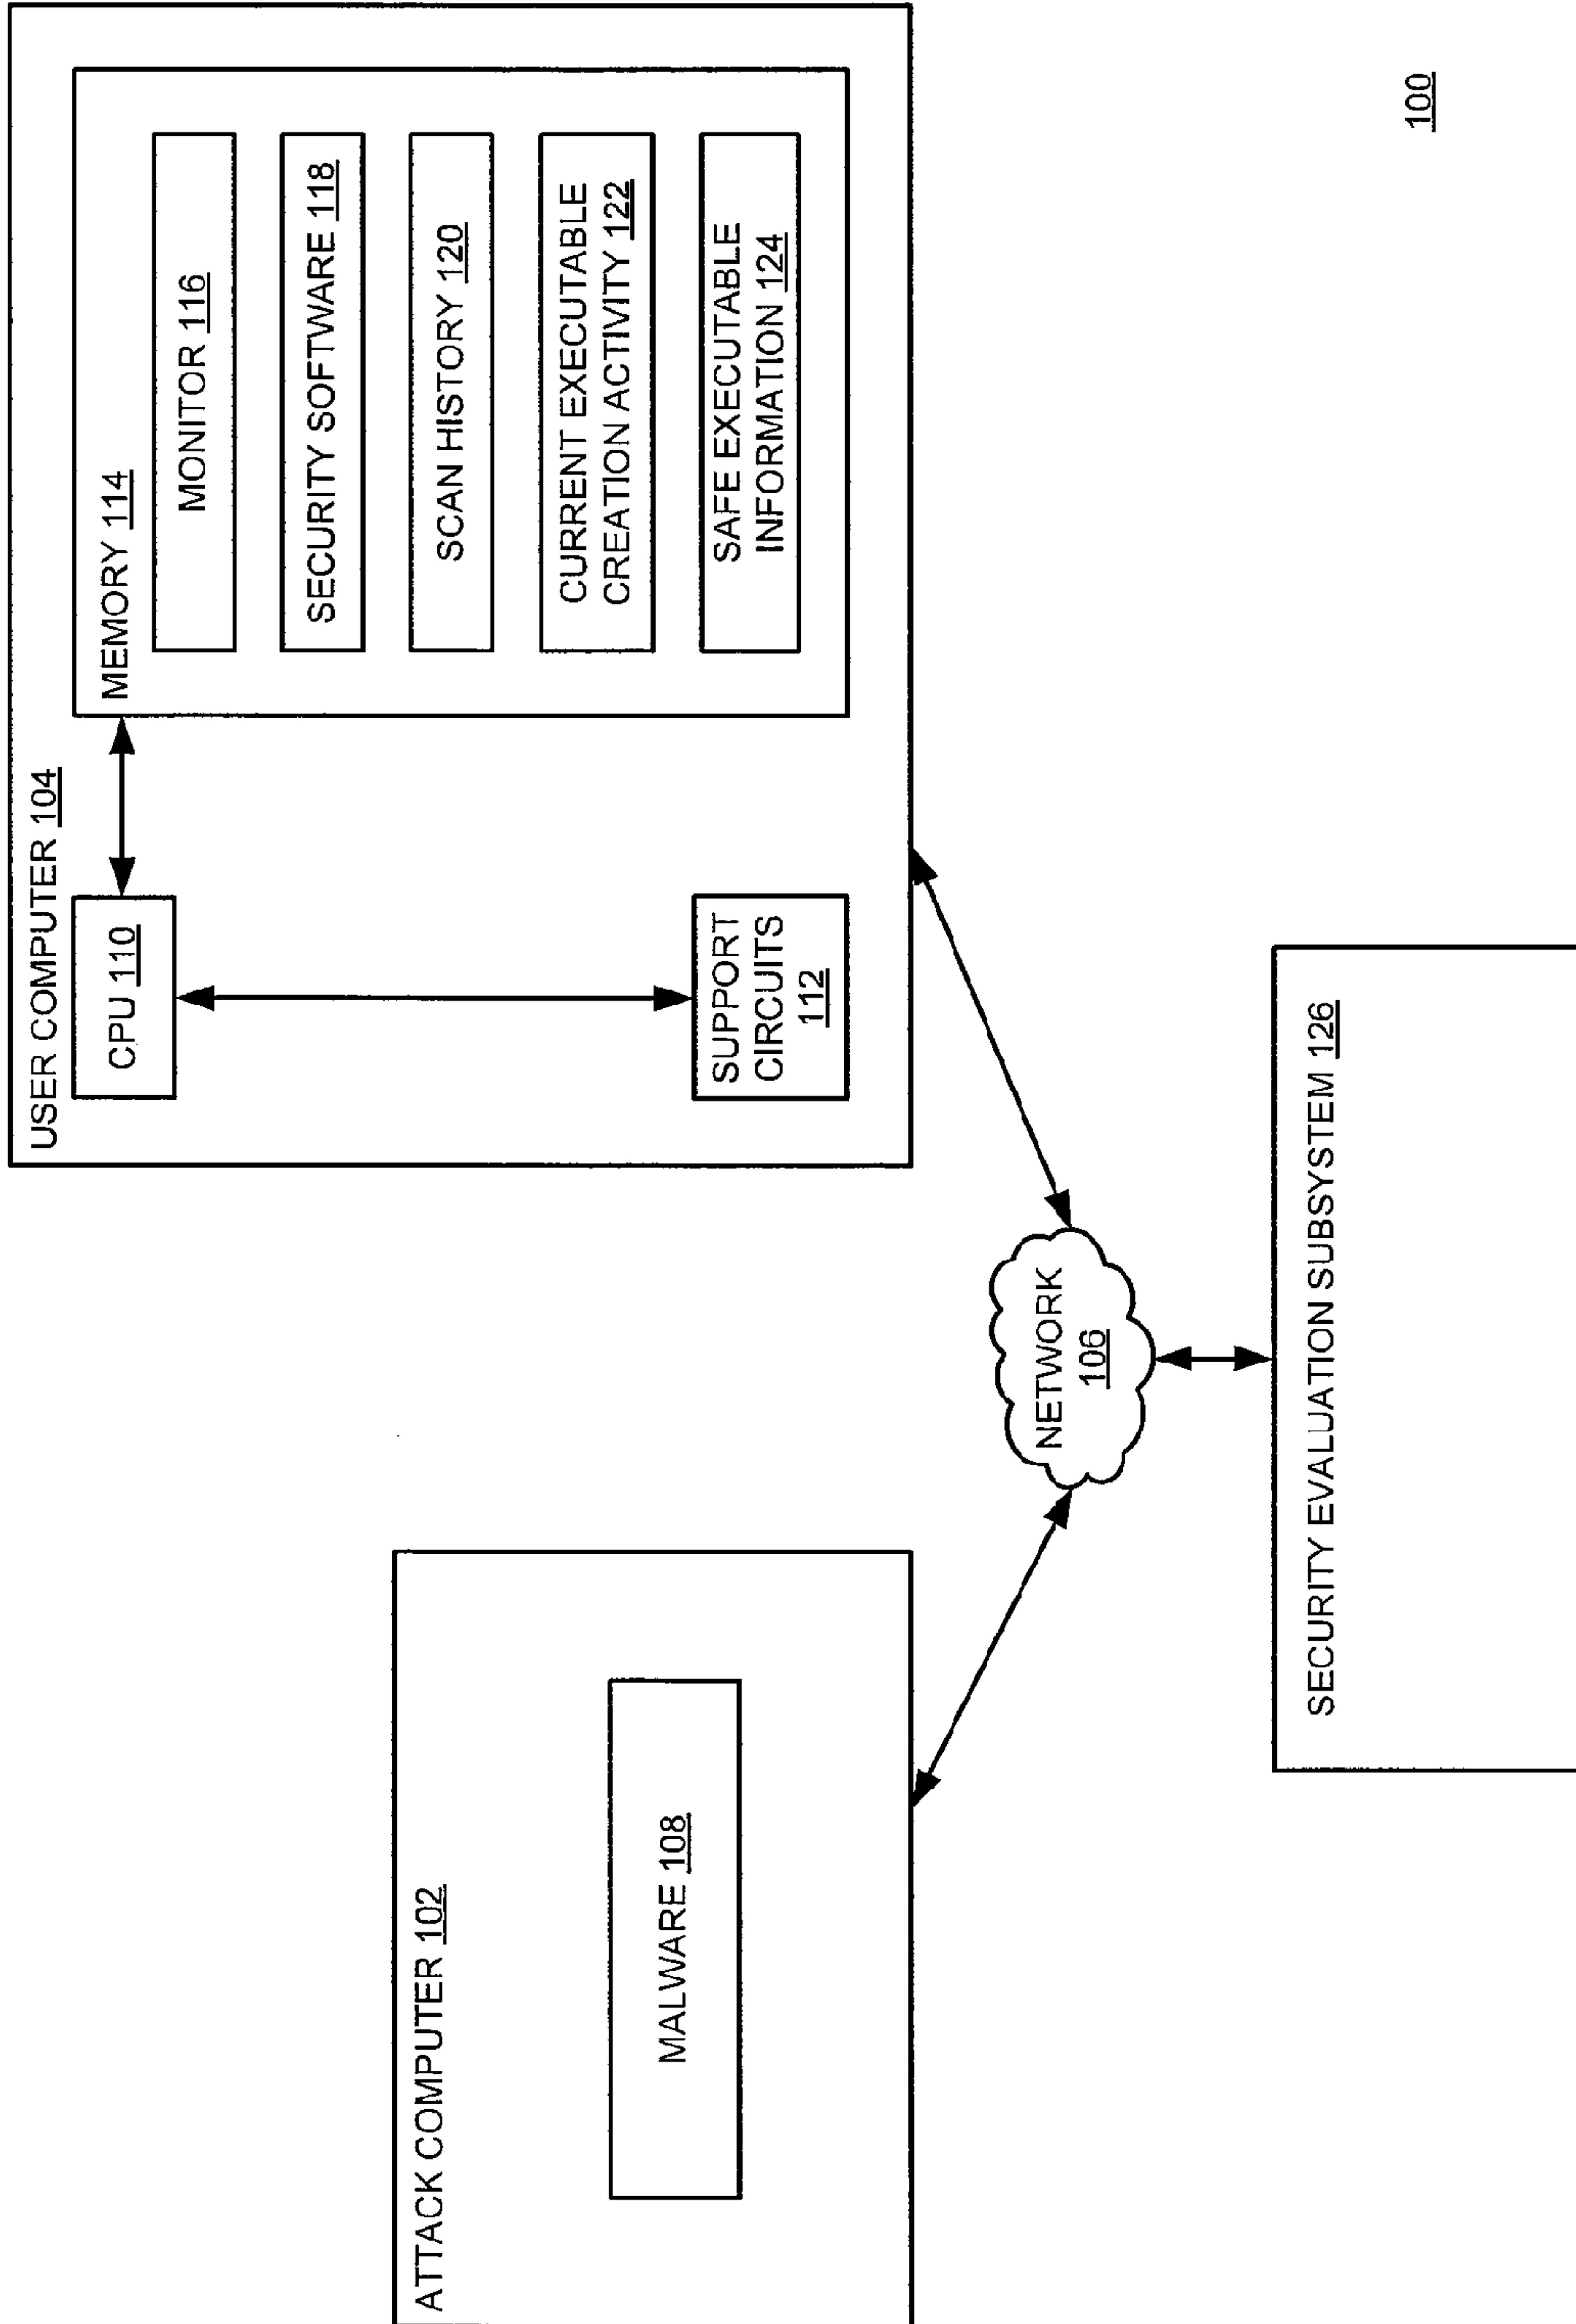 ATTACK COMPUTER 102
MALWARE 108
USER COMPUTER 104
CPU 110
SUPPORT
CIRCUITS
112
MEMORY 114
MONITOR 116
SECURITY SOFTWARE 118
SCAN HISTORY 120
CURRENT EXECUTABLE
CREATION ACTIVITY 122
SAFE EXECUTABLE
INFORMATION 124
NETWORK
106
SECURITY EVALUATION SUBSYSTEM 126
100